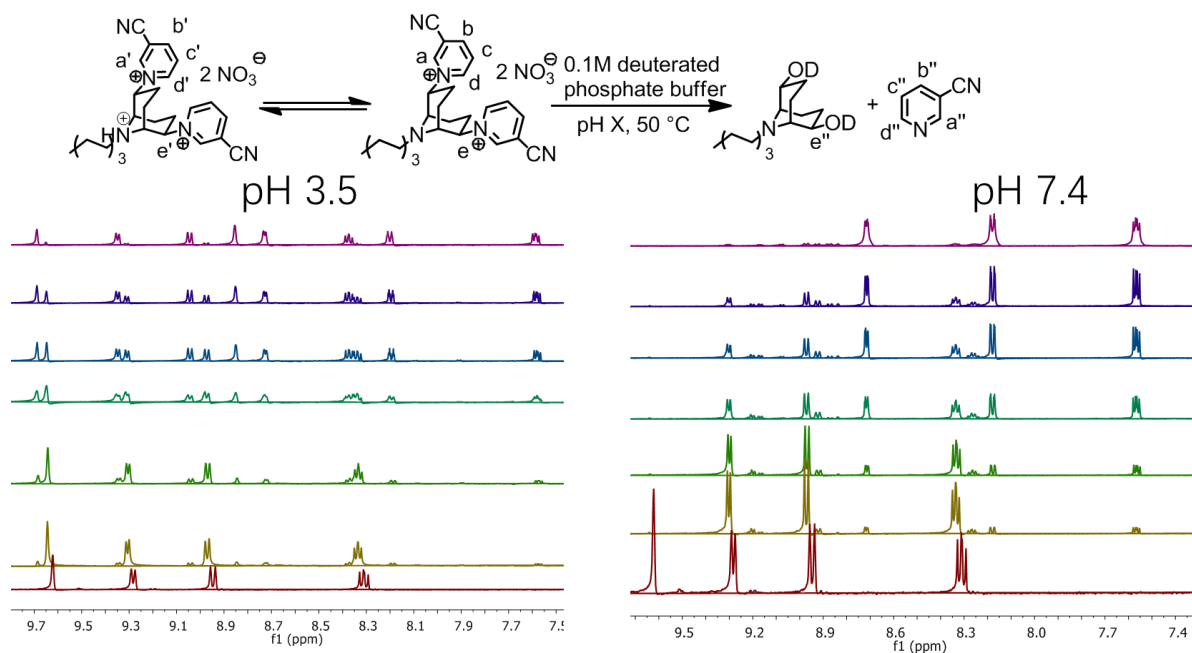 NC b' c' a' d' N ⊕ 2 NO3 ⊖ H N ⊕ 3 e' N ⊕ CN
NC b c a d N ⊕ 2 NO3 ⊖ N 3 e N ⊕ CN
0.1M deuterated
phosphate buffer
pH X, 50 °C
OD OD N 3 e'' + b'' c'' CN a'' d'' N
pH 3.5
pH 7.4
9.7 9.5 9.3 9.1 8.9 8.7 8.5 8.3 8.1 7.9 7.7 7.5
f1 (ppm)
9.5 9.2 8.9 8.6 8.3 8.0 7.7 7.4
f1 (ppm)